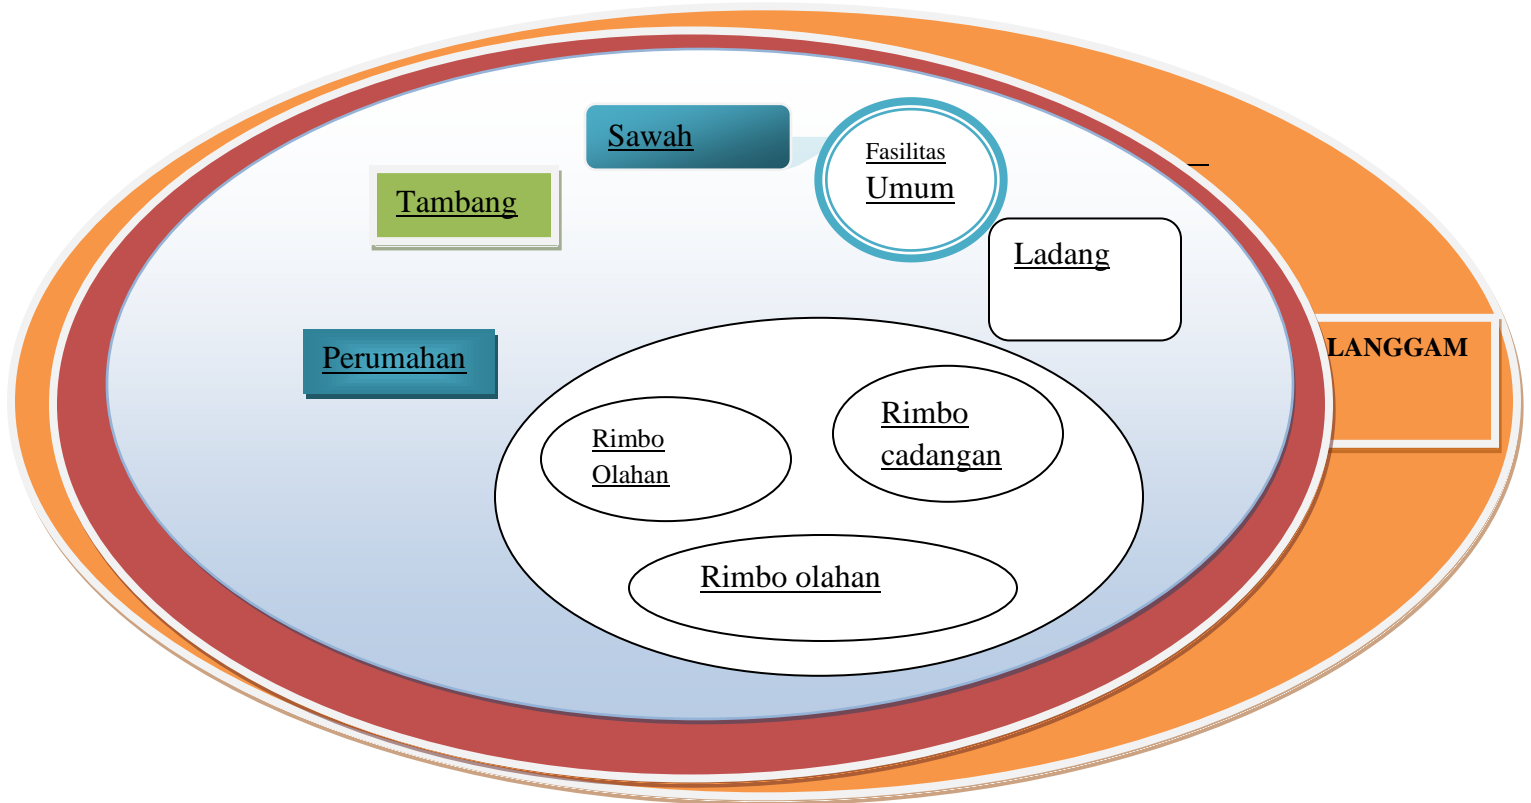 Sawah
Fasilitas
Umum
Tambang
Ladang
LANGGAM
Perumahan
Rimbo
cadangan
Rimbo
Olahan
Rimbo olahan